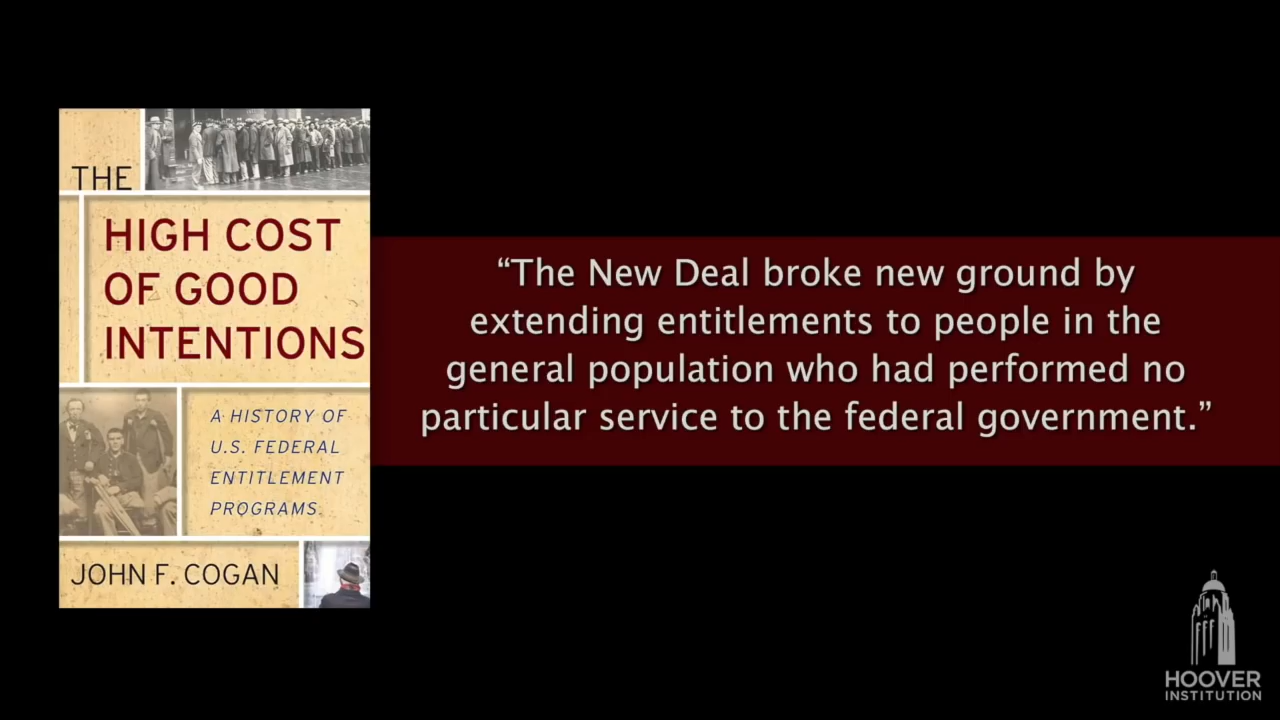 THE
HIGH COST
OF GOOD
INTENTIONS
A HISTORY OF
U.S. FEDERAL
ENTITLEMENT
PROGRAMS
JOHN F. COGAN
“The New Deal broke new ground by
extending entitlements to people in the
general population who had performed no
particular service to the federal government.”
HOOVER
INSTITUTION